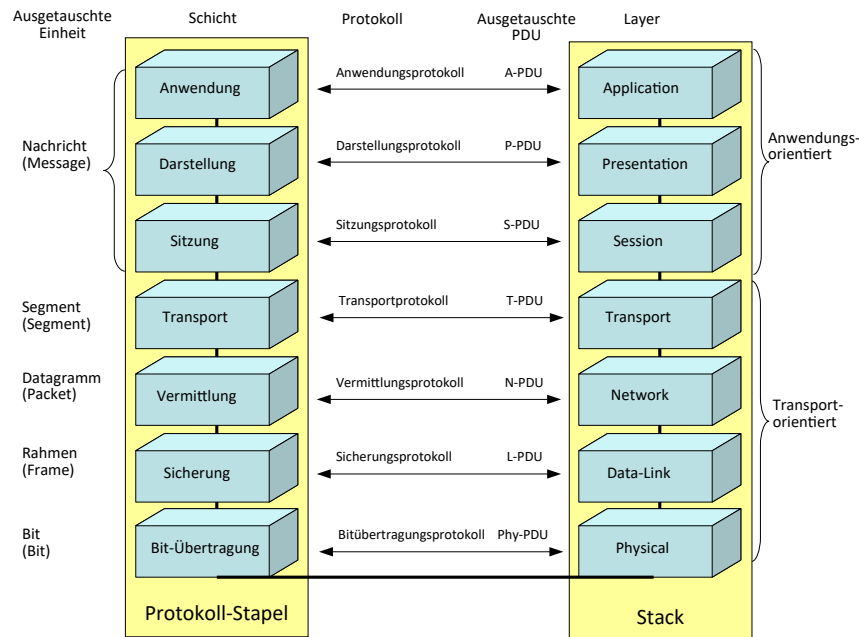 Ausgetauschte
Einheit
Schicht
Protokoll
Ausgetauschte
PDU
Layer
Anwendung
Anwendungsprotokoll
A-PDU
Application
Nachricht
(Message)
Darstellung
Darstellungsprotokoll
P-PDU
Presentation
Anwendungs-
orientiert
Sitzung
Sitzungsprotokoll
S-PDU
Session
Segment
(Segment)
Transport
Transportprotokoll
T-PDU
Transport
Datagramm
(Packet)
Vermittlung
Vermittlungsprotokoll
N-PDU
Network
Transport-
orientiert
Rahmen
(Frame)
Sicherung
Sicherungsprotokoll
L-PDU
Data-Link
Bit
(Bit)
Bit-Übertragung
Bitübertragungsprotokoll
Phy-PDU
Physical
Protokoll-Stapel
Stack